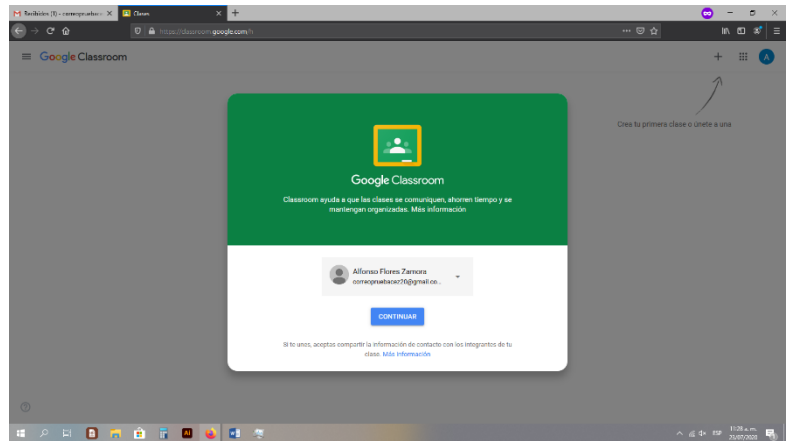 Recibidos (1) - correopruebac
Clases
https://classroom.google.com/h
Google Classroom
A
Crea tu primera clase o únete a una
Google Classroom
Classroom ayuda a que las clases se comuniquen, ahorren tiempo y se
mantengan organizadas. Más información
Alfonso Flores Zamora
correopruebacez20@gmail.co...
CONTINUAR
Si te unes, aceptas compartir la información de contacto con los integrantes de tu
clase. Más información
Ai
ESP
11:28 a. m.
25/07/2020